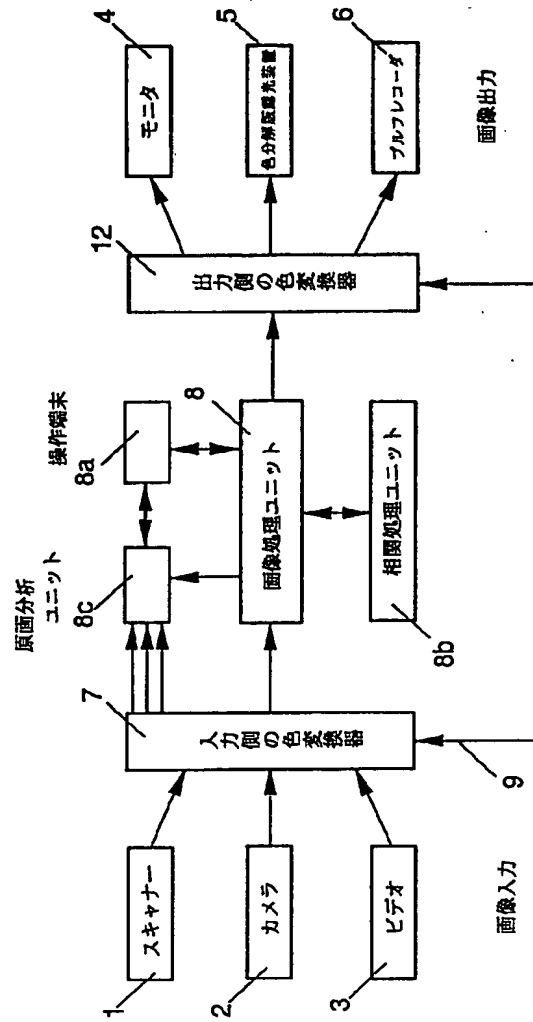 1
スキャナー
2
カメラ
3
ビデオ
画像入力
7
入力側の色変換器
9
原画分析
ユニット
8c
操作端末
8a
8
画像処理ユニット
相関処理ユニット
8b
12
出力側の色変換器
4
モニタ
5
色分解版露光装置
6
プルフレコーダ
画像出力